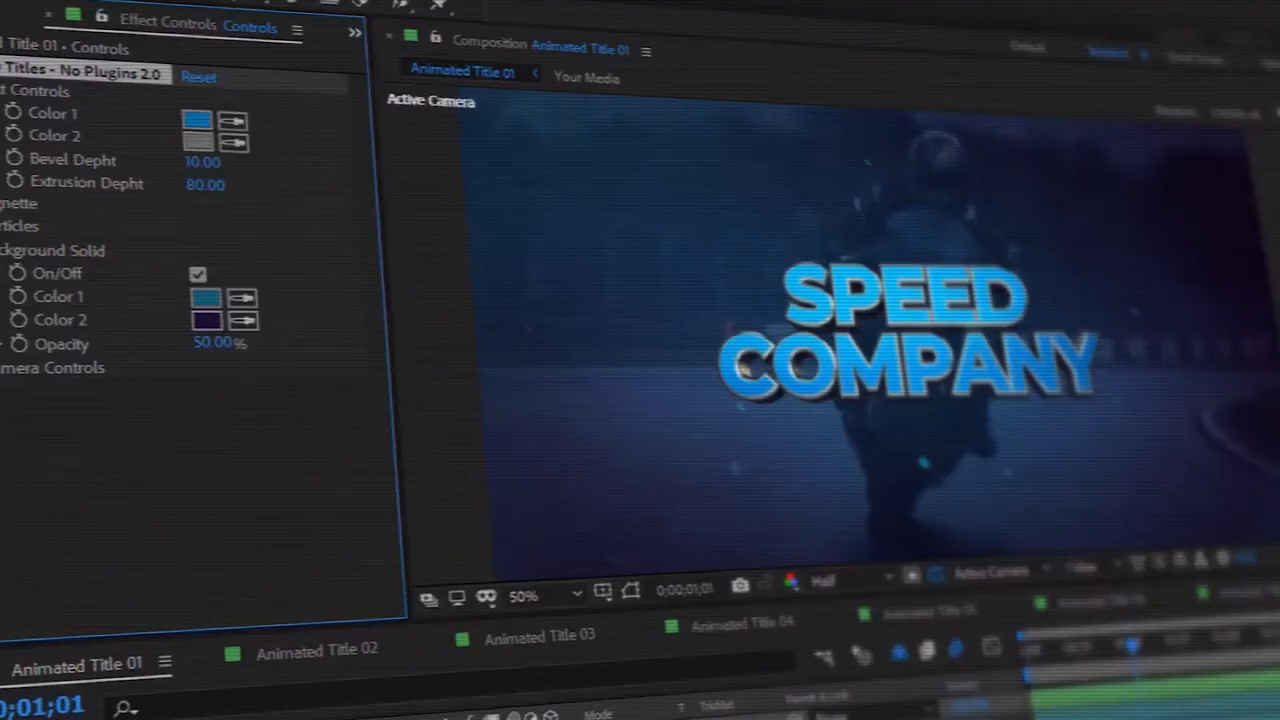 Effect Controls Controls
Title 01 • Controls
Titles - No Plugins 2.0 Reset
Controls
Color 1
Color 2
Bevel Depht 10.00
Extrusion Depht 80.00
gnette
rticles
ckground Solid
On/Off
Color 1
Color 2
Opacity 50.00 %
mera Controls
Composition Animated Title 01
Animated Title 01 Your Media
Active Camera
SPEED
COMPANY
50% 0;00;01;01 Half Active Camera
Animated Title 01 Animated Title 02 Animated Title 03 Animated Title 04
0;01;01
Mode T TrkMat